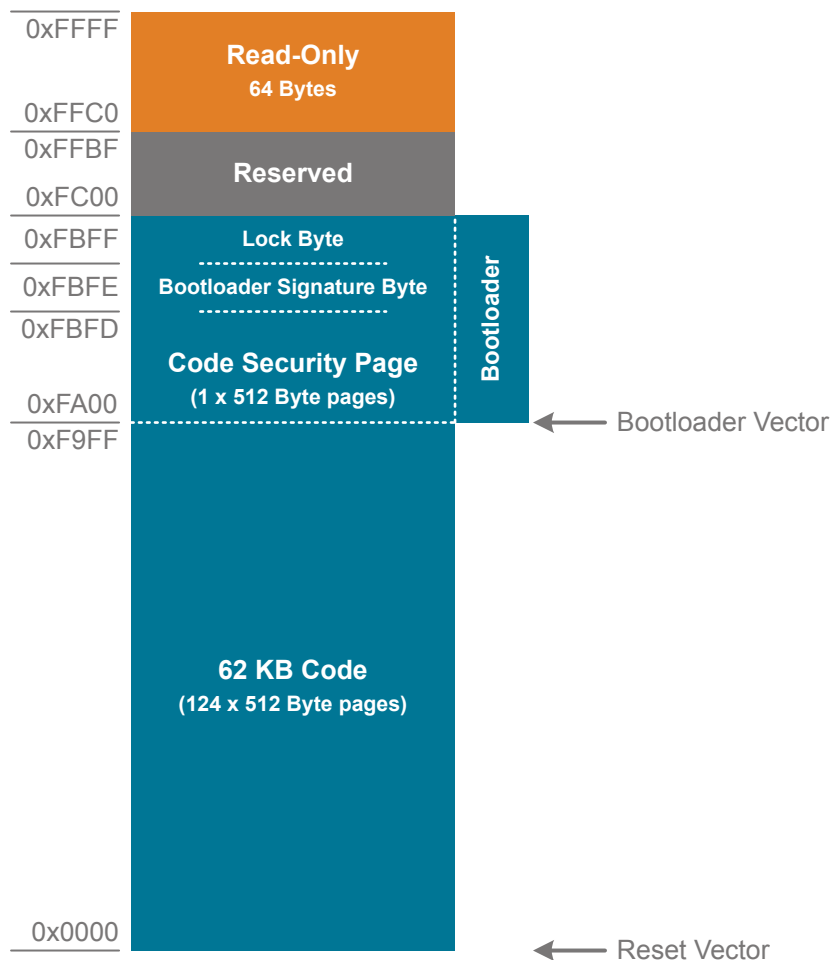 0xFFFF
Read-Only
64 Bytes
0xFFC0
0xFFBF
Reserved
0xFC00
0xFBFF
Lock Byte
0xFBFE
Bootloader Signature Byte
0xFBFD
Code Security Page
(1 x 512 Byte pages)
Bootloader
0xFA00
Bootloader Vector
0xF9FF
62 KB Code
(124 x 512 Byte pages)
0x0000
Reset Vector